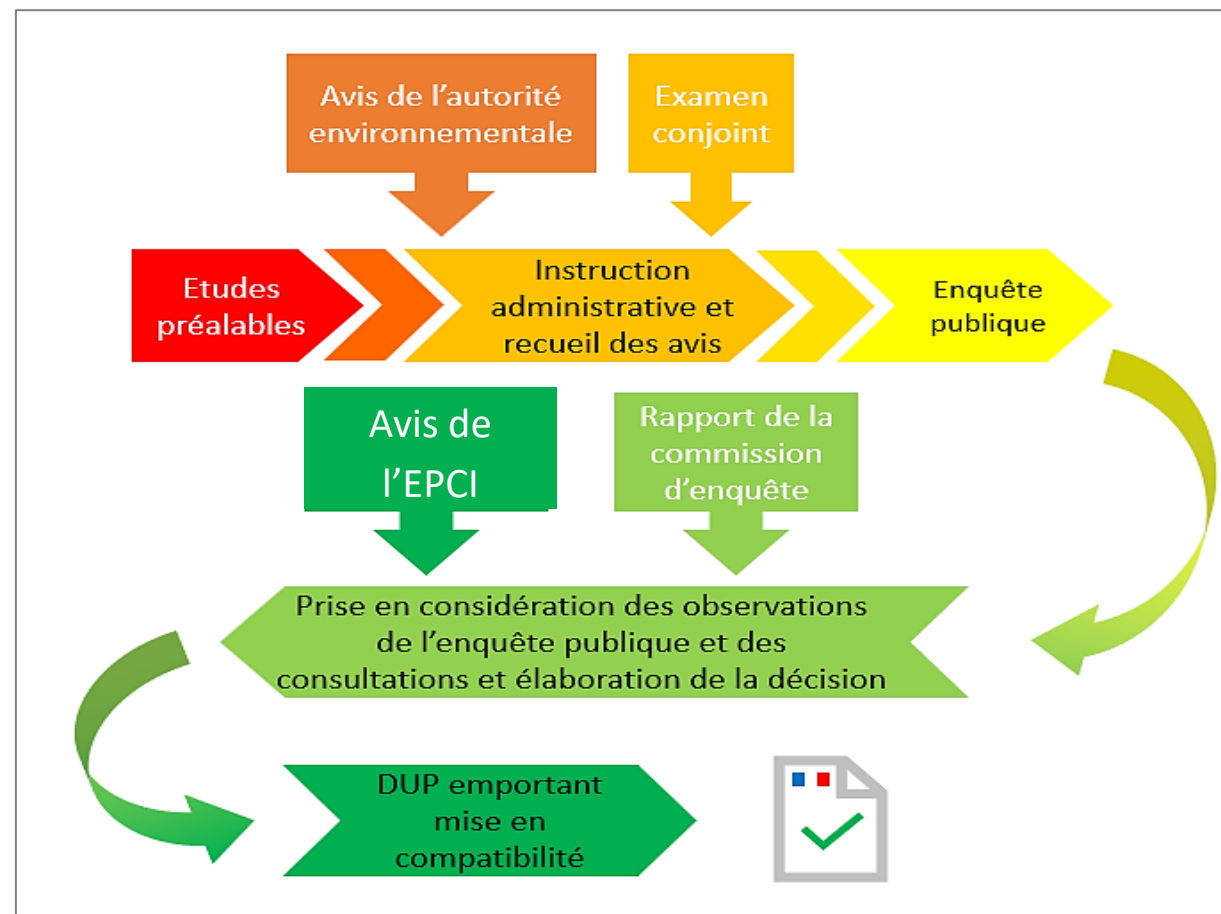 Avis de l’autorité
environnementale
Examen
conjoint
Etudes
préalables
Instruction
administrative et
recueil des avis
Enquête
publique
Avis de
l’EPCI
Rapport de la
commission
d’enquête
Prise en considération des observations
de l’enquête publique et des
consultations et élaboration de la décision
DUP emportant
mise en
compatibilité